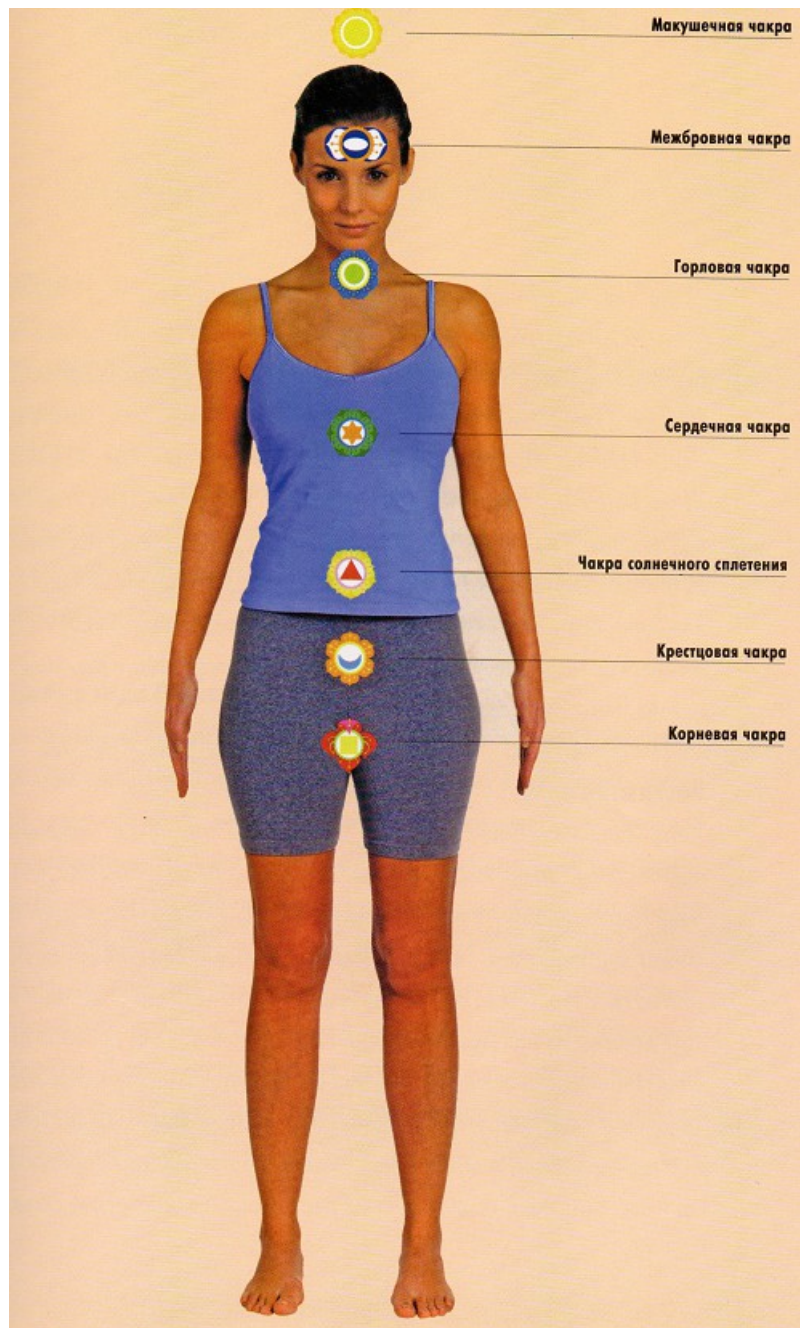 Макушечная чакра
Межбровная чакра
Горловая чакра
Сердечная чакра
Чакра солнечного сплетения
Крестцовая чакра
Корневая чакра